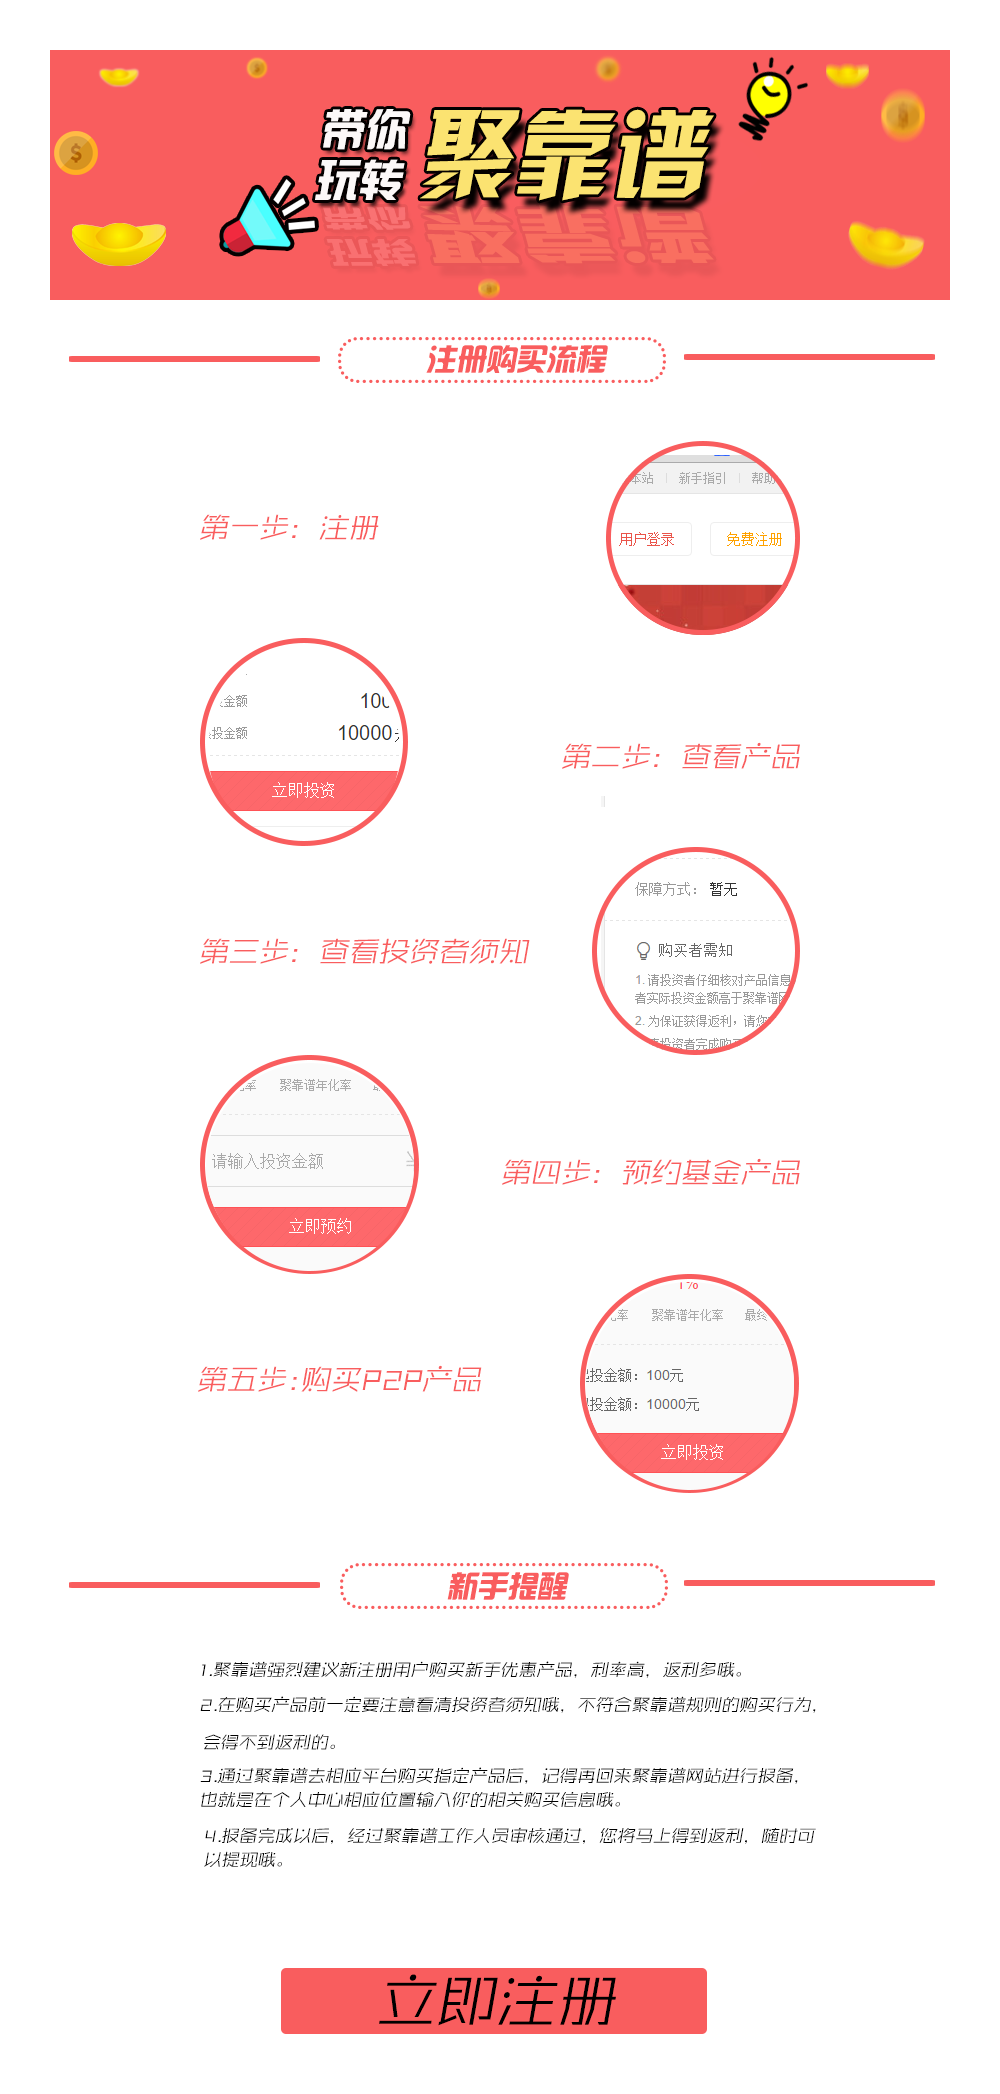 带你
玩转
聚靠谱
注册购买流程
本站 新手指引 帮助
第一步：注册
用户登录 免费注册
金额 100
投金额 10000
第二步：查看产品
立即投资
保障方式： 暂无
第三步：查看投资者须知
购买者需知
1. 请投资者仔细核对产品信息
者实际投资金额高于聚靠谱网
2. 为保证获得返利，请您
请投资者完成购买
化率 聚靠谱年化率
请输入投资金额
第四步：预约基金产品
立即预约
1%
化率 聚靠谱年化率 最终
第五步:购买P2P产品
起投金额：100元
投金额：10000元
立即投资
新手提醒
1.聚靠谱强烈建议新注册用户购买新手优惠产品，利率高，返利多哦。
2.在购买产品前一定要注意看清投资者须知哦，不符合聚靠谱规则的购买行为，
会得不到返利的。
3.通过聚靠谱去相应平台购买指定产品后，记得再回来聚靠谱网站进行报备，
也就是在个人中心相应位置输入你的相关购买信息哦。
4.报备完成以后，经过聚靠谱工作人员审核通过，您将马上得到返利，随时可
以提现哦。
立即注册